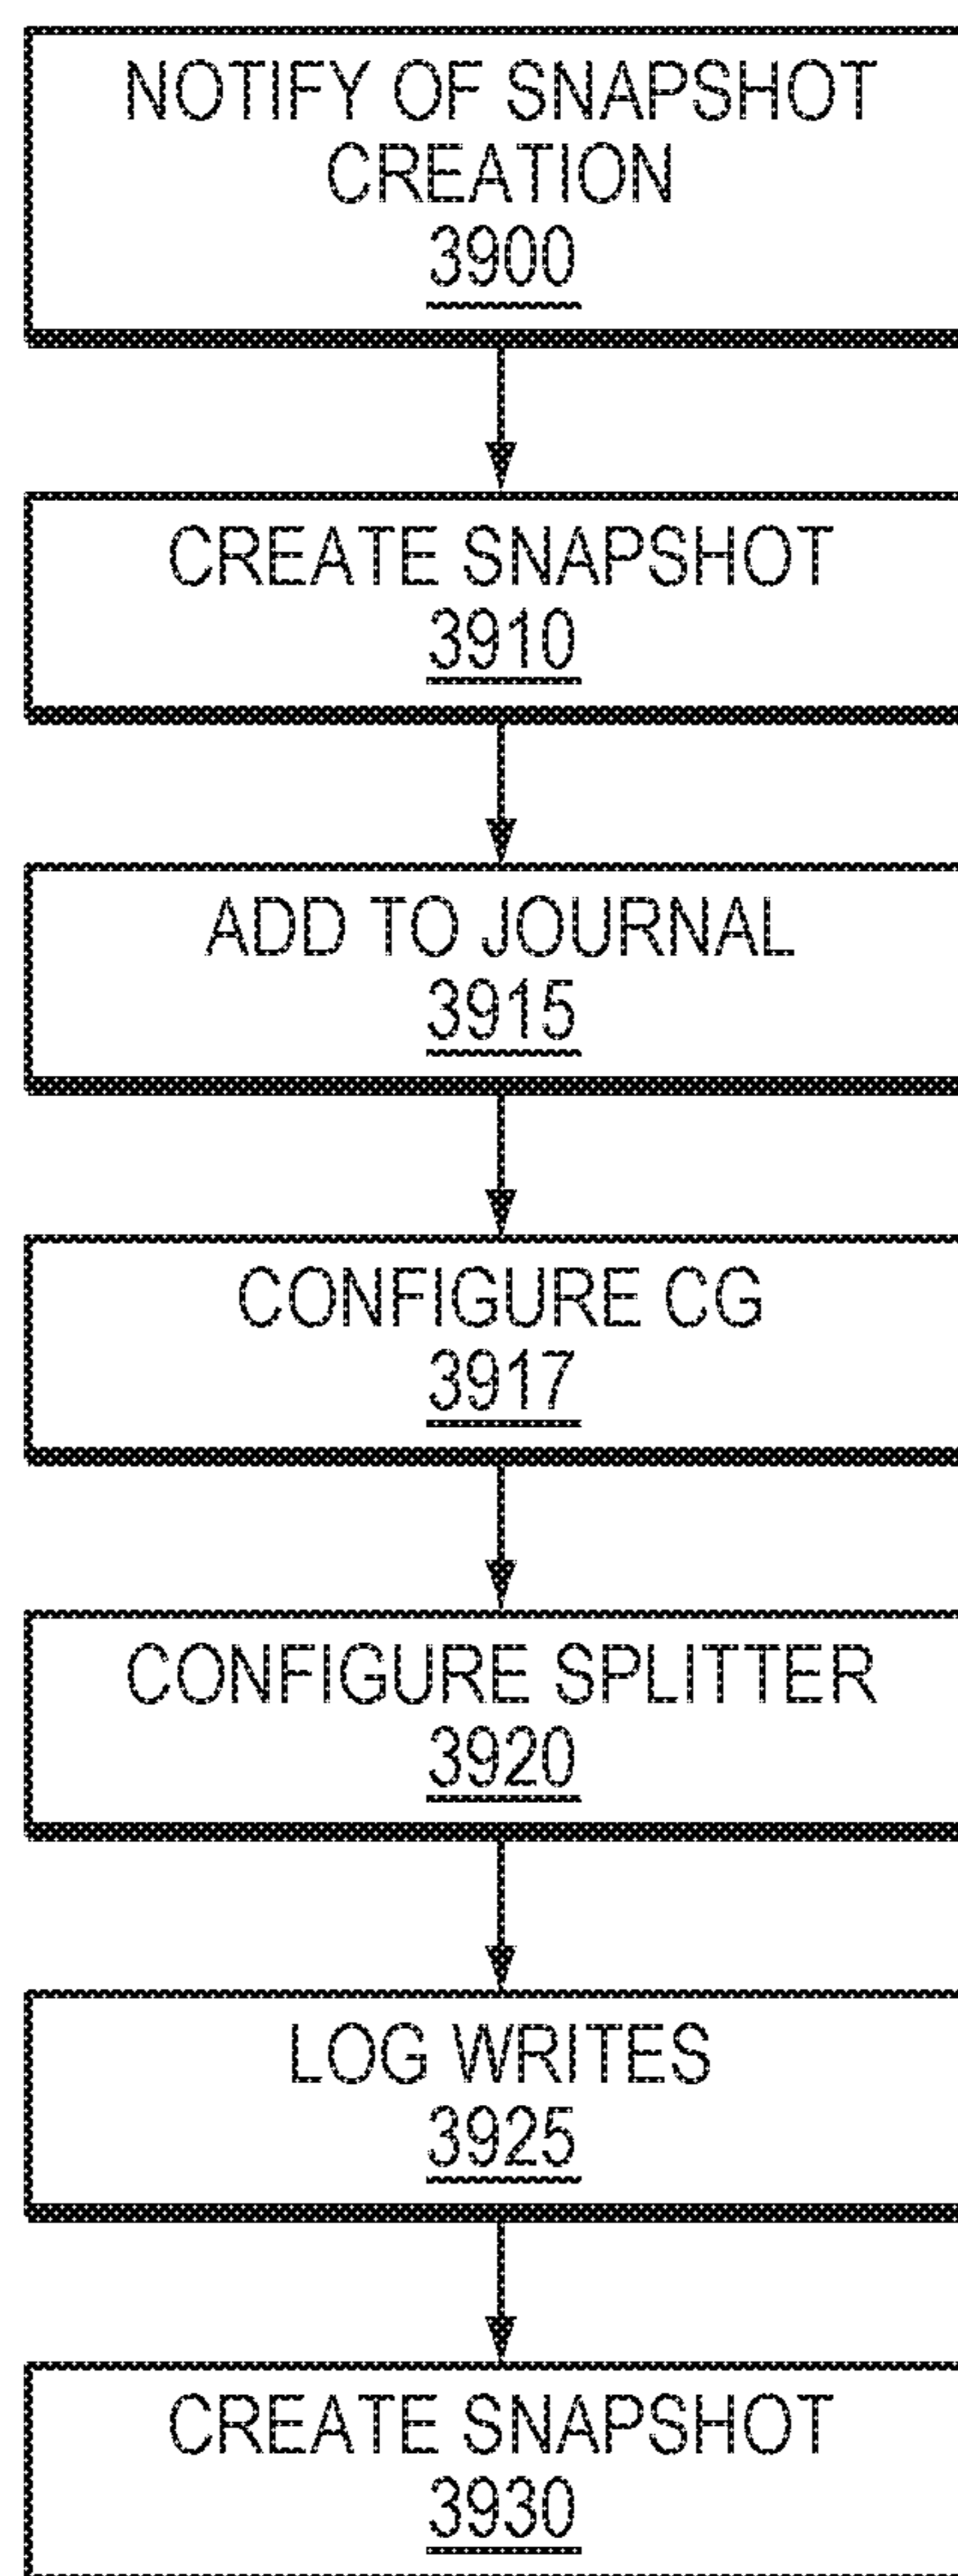 NOTIFY OF SNAPSHOT
CREATION
3900
CREATE SNAPSHOT
3910
ADD TO JOURNAL
3915
CONFIGURE CG
3917
CONFIGURE SPLITTER
3920
LOG WRITES
3925
CREATE SNAPSHOT
3930